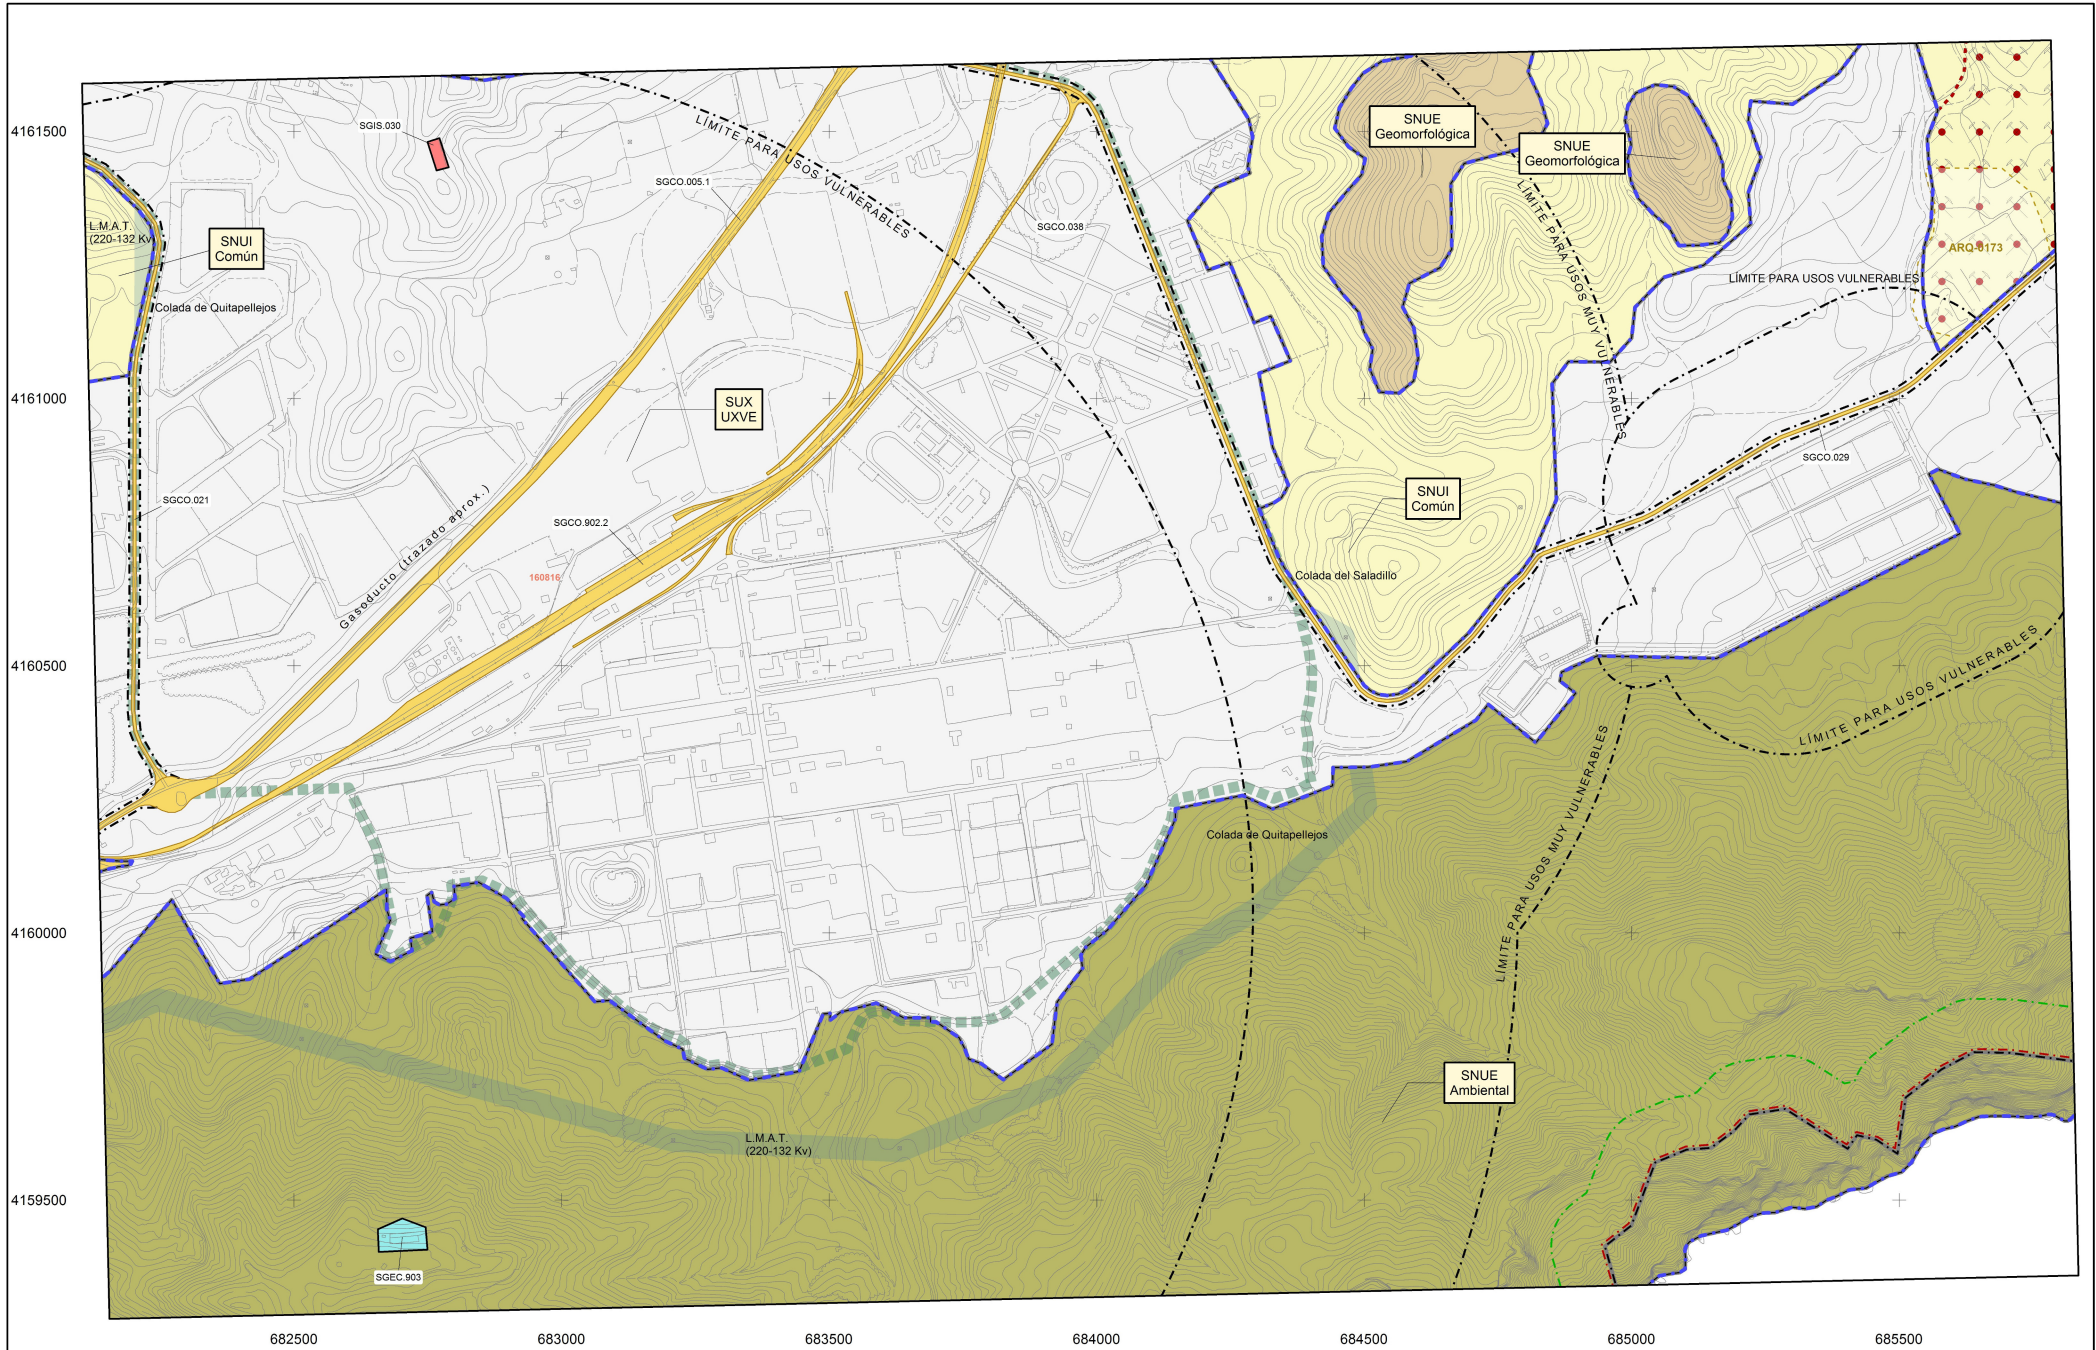 4161500
4161000
4160500
4160000
4159500
682500
683000
683500
684000
684500
685000
685500
SGIS.030
L.M.A.T.
(220-132 Kv
SNUI
Común
Colada de Quitapellejos
SGCO.021
Gasoducto (trazado aprox.)
SGCO.005.1
LÍMITE PARA USOS VULNERABLES
SGCO.038
SUX
UXVE
SGCO.902.2
160816
SNUE
Geomorfológica
SNUE
Geomorfológica
LÍMITE PARA USOS MUY VULNERABLES
LÍMITE PARA USOS VULNERABLES
ARQ-0173
SGCO.029
SNUI
Común
Colada del Saladillo
LÍMITE PARA USOS VULNERABLES
LÍMITE PARA USOS MUY VULNERABLES
Colada de Quitapellejos
SNUE
Ambiental
L.M.A.T.
(220-132 Kv)
SGEC.903